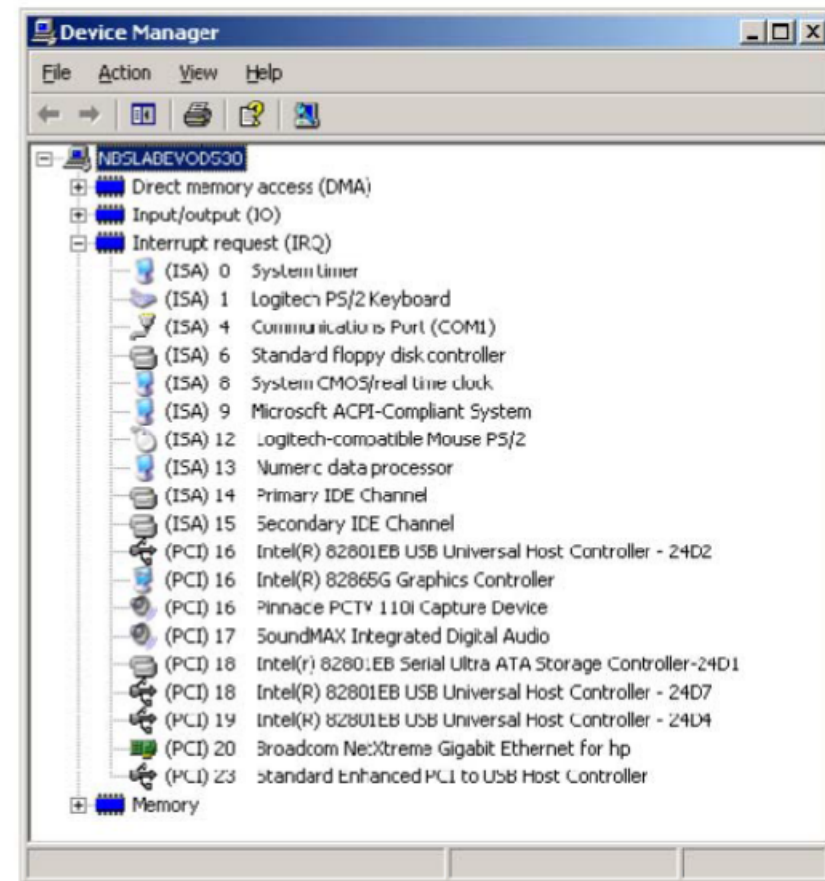 Device Manager
File Action View Help
NBSLABEVOD530
Direct memory access (DMA)
Input/output (IO)
Interrupt request (IRQ)
(ISA) 0 System timer
(ISA) 1 Logitech PS/2 Keyboard
(ISA) 4 Communications Port (COM1)
(ISA) 6 Standard floppy disk controller
(ISA) 8 System CMOS/real time clock
(ISA) 9 Microsoft ACPI-Compliant System
(ISA) 12 Logitech-compatible Mouse PS/2
(ISA) 13 Numeric data processor
(ISA) 14 Primary IDE Channel
(ISA) 15 Secondary IDE Channel
(PCI) 16 Intel(R) 82801EB USB Universal Host Controller - 24D2
(PCI) 16 Intel(R) 82865G Graphics Controller
(PCI) 16 Pinnace PCTV 110i Capture Device
(PCI) 17 SoundMAX Integrated Digital Audio
(PCI) 18 Intel(r) 82801EB Serial Ultra ATA Storage Controller-24D1
(PCI) 18 Intel(R) 82801EB USB Universal Host Controller - 24D7
(PCI) 19 Intel(R) 82801EB USB Universal Host Controller - 24D4
(PCI) 20 Broadcom NetXtreme Gigabit Ethernet for hp
(PCI) 23 Standard Enhanced PCI to USB Host Controller
Memory